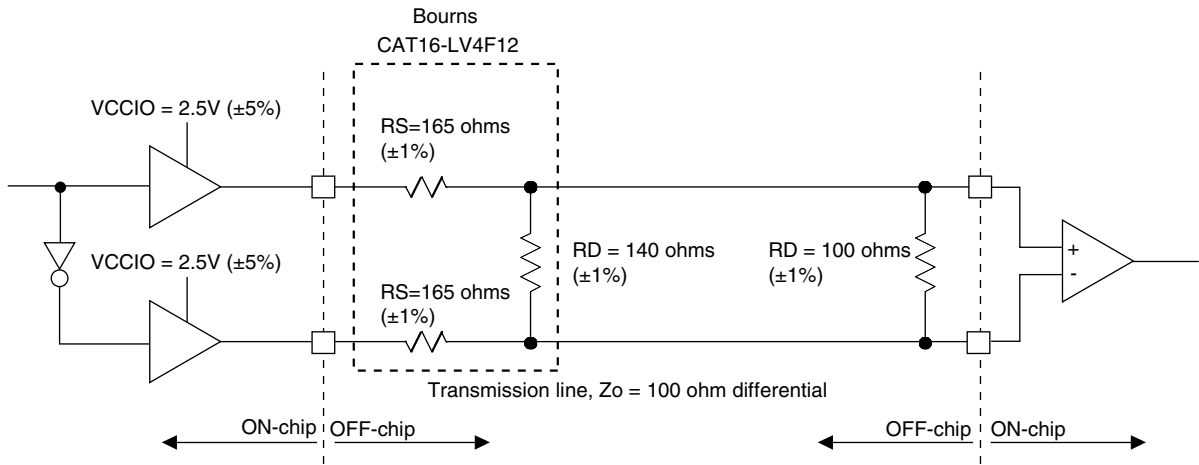 Bourns
CAT16-LV4F12
VCCIO = 2.5V (±5%)
RS=165 ohms
(±1%)
VCCIO = 2.5V (±5%)
RD = 140 ohms
(±1%)
RD = 100 ohms
(±1%)
+
-
RS=165 ohms
(±1%)
Transmission line, Zo = 100 ohm differential
ON-chip
OFF-chip
OFF-chip
ON-chip